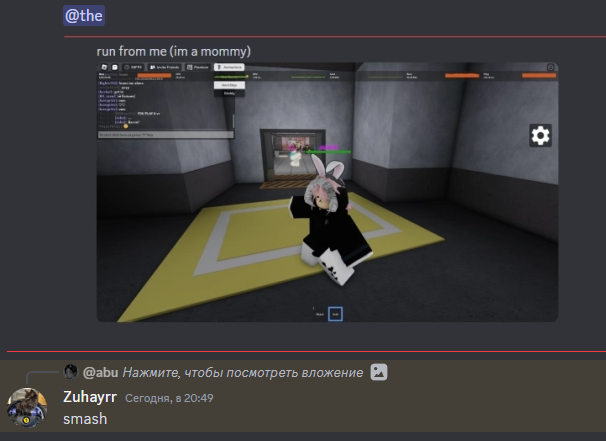 @the
run from me (im a mommy)
@abu Нажмите, чтобы посмотреть вложение
Zuhayrr Сегодня, в 20:49
smash